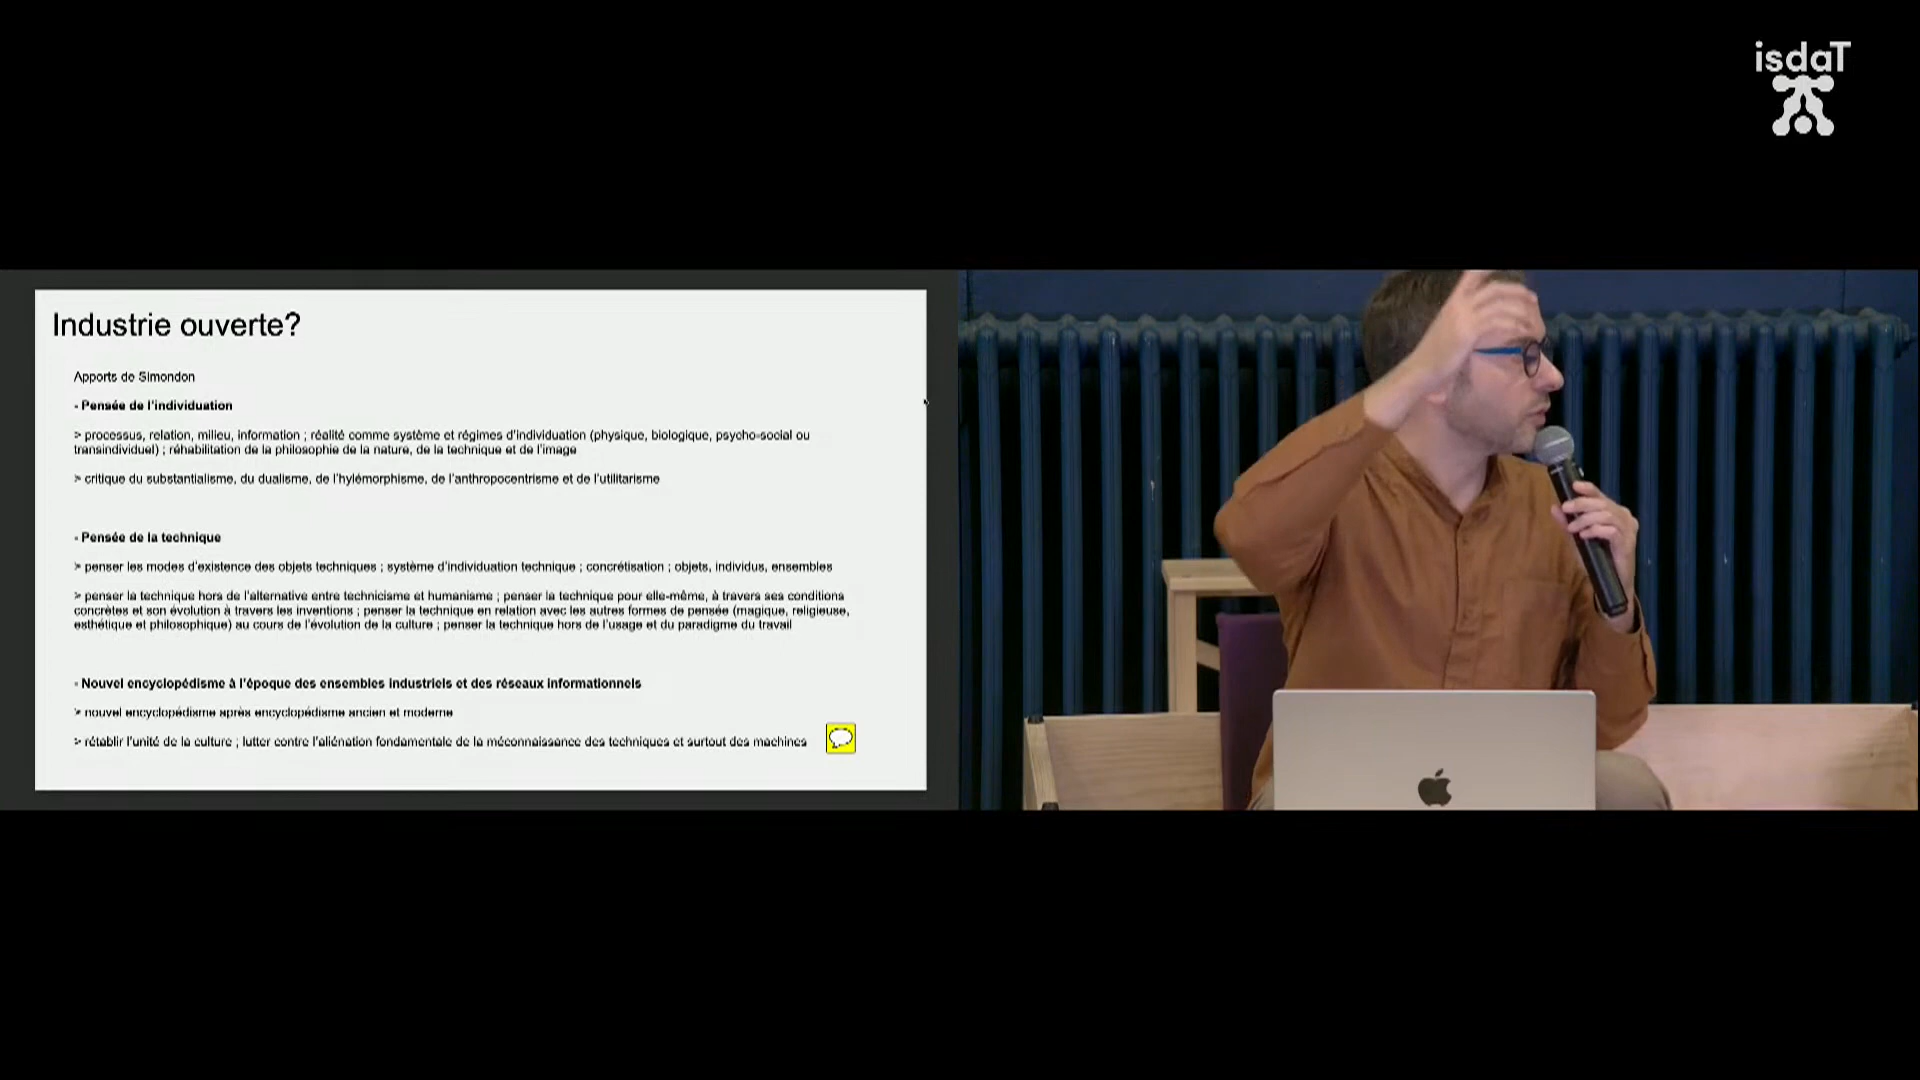 isdaT
Industrie ouverte?
Apports de Simondon
- Pensée de l'individuation
> processus, relation, milieu, information ; réalité comme système et régimes d'individuation (physique, biologique, psycho-social ou
transindividuel) ; réhabilitation de la philosophie de la nature, de la technique et de l'image
> critique du substantialisme, du dualisme, de l'hylémorphisme, de l'anthropocentrisme et de l'utilitarisme
- Pensée de la technique
> penser les modes d'existence des objets techniques ; système d'individuation technique ; concrétisation ; objets, individus, ensembles
> penser la technique hors de l'alternative entre technicisme et humanisme ; penser la technique pour elle-même, à travers ses conditions
concrètes et son évolution à travers les inventions ; penser la technique en relation avec les autres formes de pensée (magique, religieuse,
esthétique et philosophique) au cours de l'évolution de la culture ; penser la technique hors de l'usage et du paradigme du travail
- Nouvel encyclopédisme à l'époque des ensembles industriels et des réseaux informationnels
> nouvel encyclopédisme après encyclopédisme ancien et moderne
> rétablir l'unité de la culture ; lutter contre l'aliénation fondamentale de la méconnaissance des techniques et surtout des machines